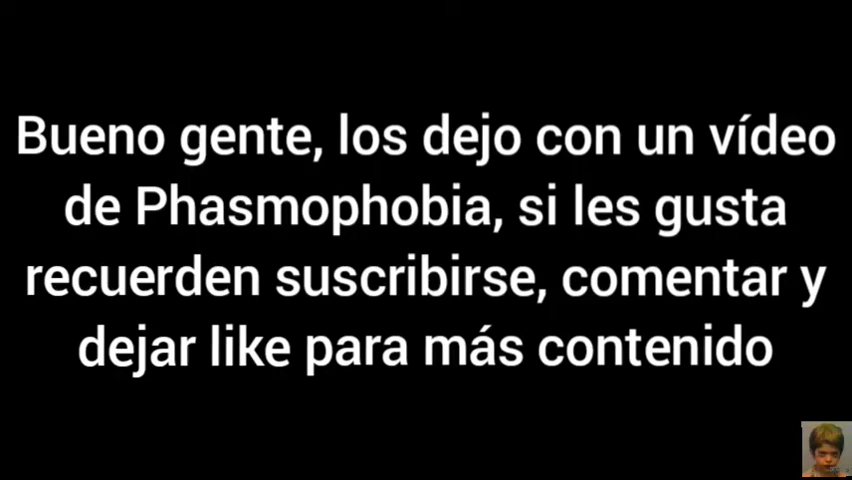 Bueno gente, los dejo con un vídeo
de Phasmophobia, si les gusta
recuerden suscribirse, comentar y
dejar like para más contenido